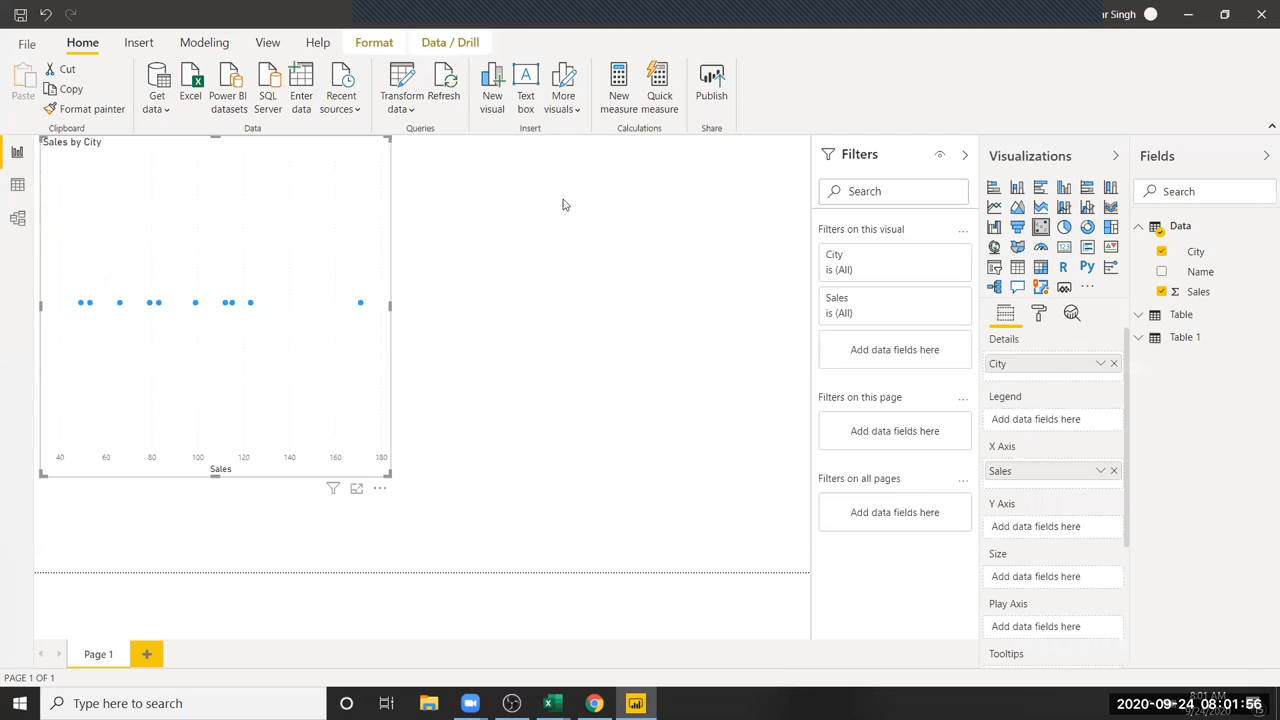 ur Singh
File
Home
Insert
Modeling
View
Help
Format
Data / Drill
Paste
Cut
Copy
Format painter
Clipboard
Get data
Excel
Power BI datasets
SQL Server
Enter data
Recent sources
Data
Transform data
Refresh
Queries
New visual
Text box
More visuals
Insert
New measure
Quick measure
Calculations
Publish
Share
Sales by City
40 60 80 100 120 140 160 180
Sales
Filters
Search
Filters on this visual
City
is (All)
Sales
is (All)
Add data fields here
Filters on this page
Add data fields here
Filters on all pages
Add data fields here
Visualizations
R
Py
Details
City
Legend
Add data fields here
X Axis
Sales
Y Axis
Add data fields here
Size
Add data fields here
Play Axis
Add data fields here
Tooltips
Fields
Search
Data
City
Name
Σ Sales
Table
Table 1
Page 1
PAGE 1 OF 1
Type here to search
2020-09-24 08:01:56